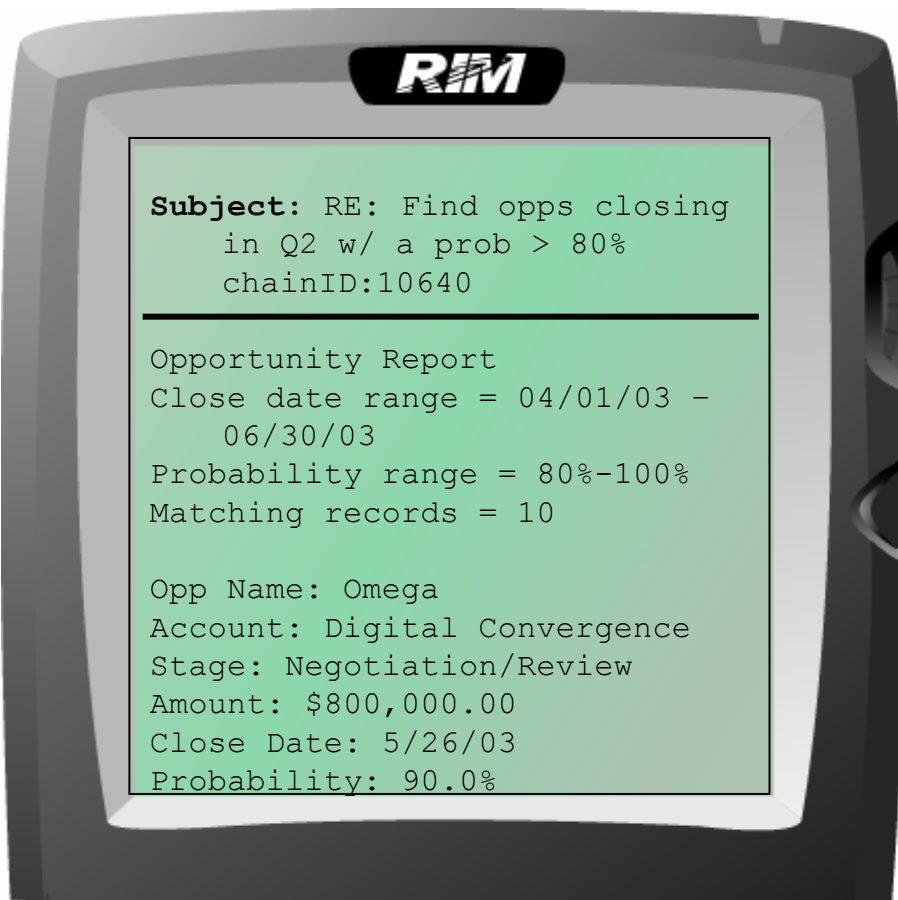 RIM
Subject: RE: Find opps closing
in Q2 w/ a prob > 80%
chainID:10640
Opportunity Report
Close date range = 04/01/03 –
06/30/03
Probability range = 80%-100%
Matching records = 10
Opp Name: Omega
Account: Digital Convergence
Stage: Negotiation/Review
Amount: $800,000.00
Close Date: 5/26/03
Probability: 90.0%